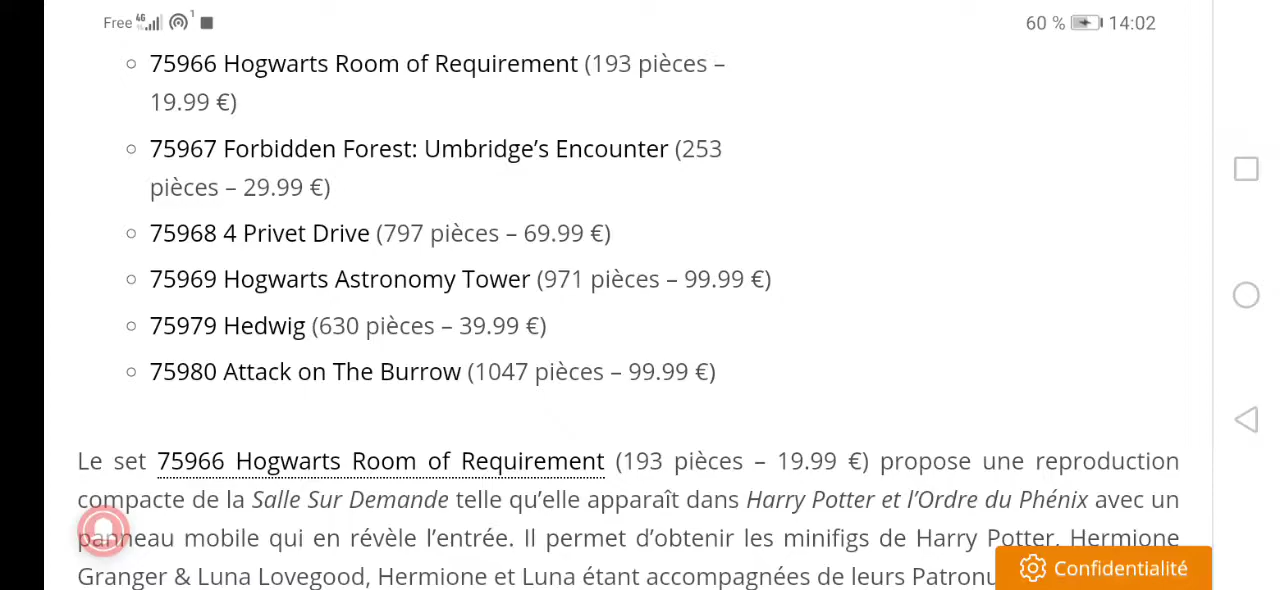 Free 4G 1 60 % 14:02
75966 Hogwarts Room of Requirement (193 pièces –
19.99 €)
75967 Forbidden Forest: Umbridge’s Encounter (253
pièces – 29.99 €)
75968 4 Privet Drive (797 pièces – 69.99 €)
75969 Hogwarts Astronomy Tower (971 pièces – 99.99 €)
75979 Hedwig (630 pièces – 39.99 €)
75980 Attack on The Burrow (1047 pièces – 99.99 €)
Le set 75966 Hogwarts Room of Requirement (193 pièces – 19.99 €) propose une reproduction
compacte de la Salle Sur Demande telle qu’elle apparaît dans Harry Potter et l’Ordre du Phénix avec un
panneau mobile qui en révèle l’entrée. Il permet d’obtenir les minifigs de Harry Potter, Hermione
Granger & Luna Lovegood, Hermione et Luna étant accompagnées de leurs Patronu
Confidentialité